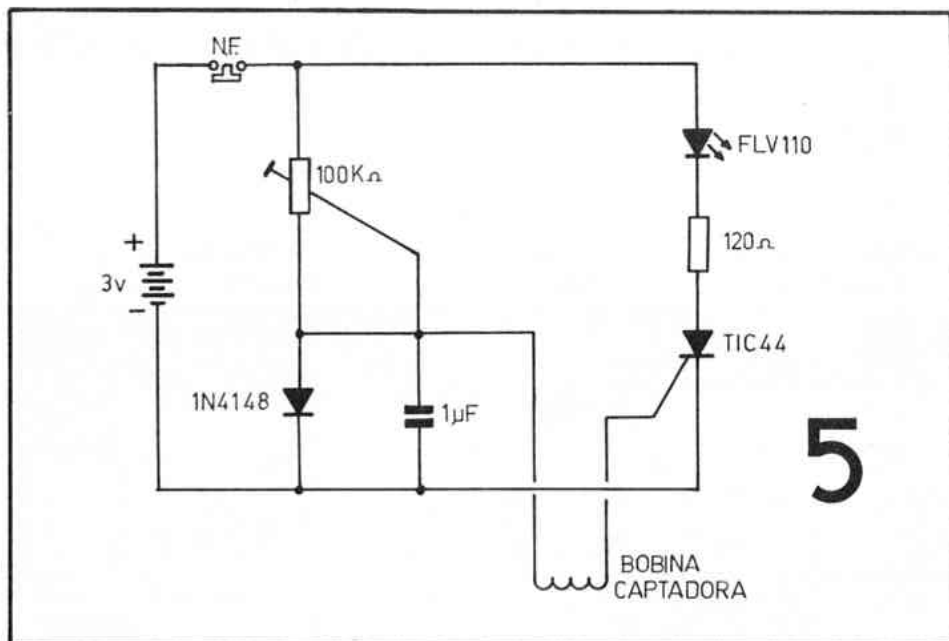 N.F.
FLV110
100KΩ
120Ω
+
3v
-
TIC44
1N4148
1µF
5
BOBINA
CAPTADORA